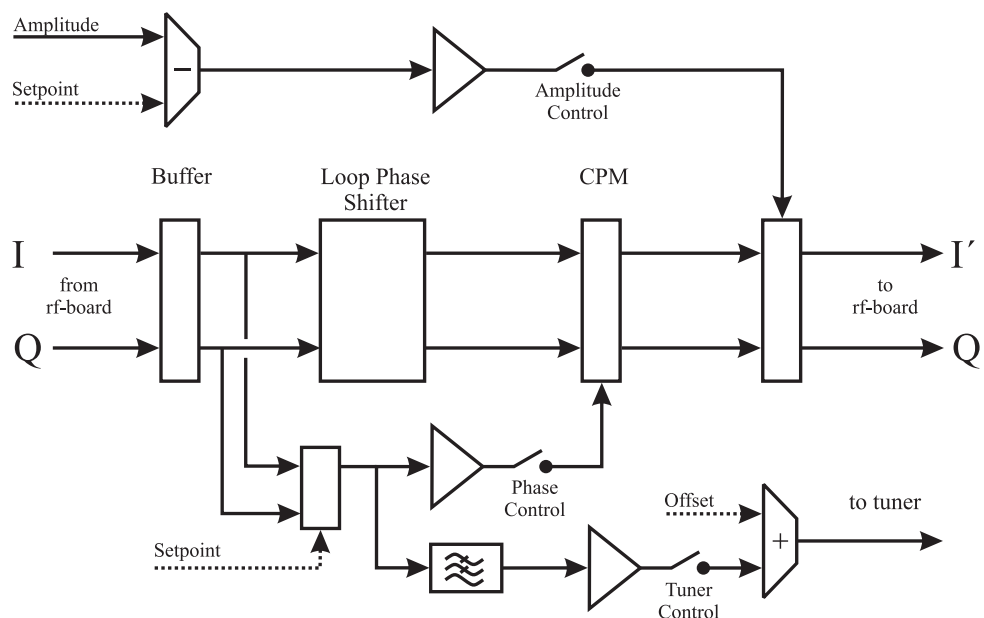 Amplitude
Setpoint
−
Amplitude
Control
Buffer
Loop Phase
Shifter
CPM
I
from
rf-board
Q
I´
to
rf-board
Q
Phase
Control
Setpoint
Offset
+
to tuner
Tuner
Control